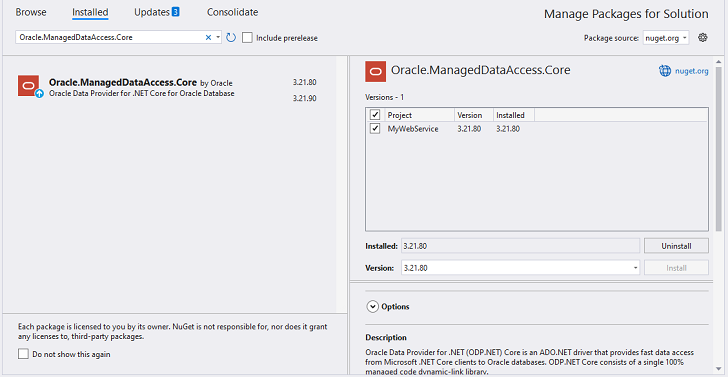 Browse Installed Updates 3 Consolidate
Manage Packages for Solution
Oracle.ManagedDataAccess.Core
Include prerelease
Package source: nuget.org
Oracle.ManagedDataAccess.Core by Oracle 3.21.80
Oracle Data Provider for .NET Core for Oracle Database 3.21.90
Each package is licensed to you by its owner. NuGet is not responsible for, nor does it grant
any licenses to, third-party packages.
Do not show this again
Oracle.ManagedDataAccess.Core
nuget.org
Versions - 1
Project Version Installed
MyWebService 3.21.80 3.21.80
Installed: 3.21.80 Uninstall
Version: 3.21.80 Install
Options
Description
Oracle Data Provider for .NET (ODP.NET) Core is an ADO.NET driver that provides fast data access
from Microsoft .NET Core clients to Oracle databases. ODP.NET Core consists of a single 100%
managed code dynamic-link library.